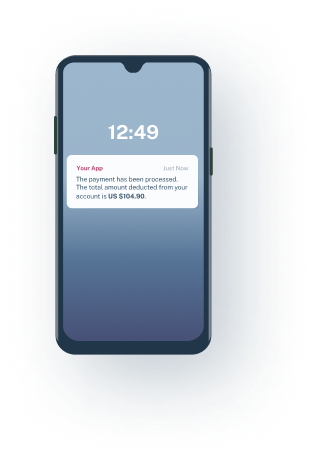 12:49
Your App Just Now
The payment has been processed.
The total amount deducted from your
account is US $104.90.